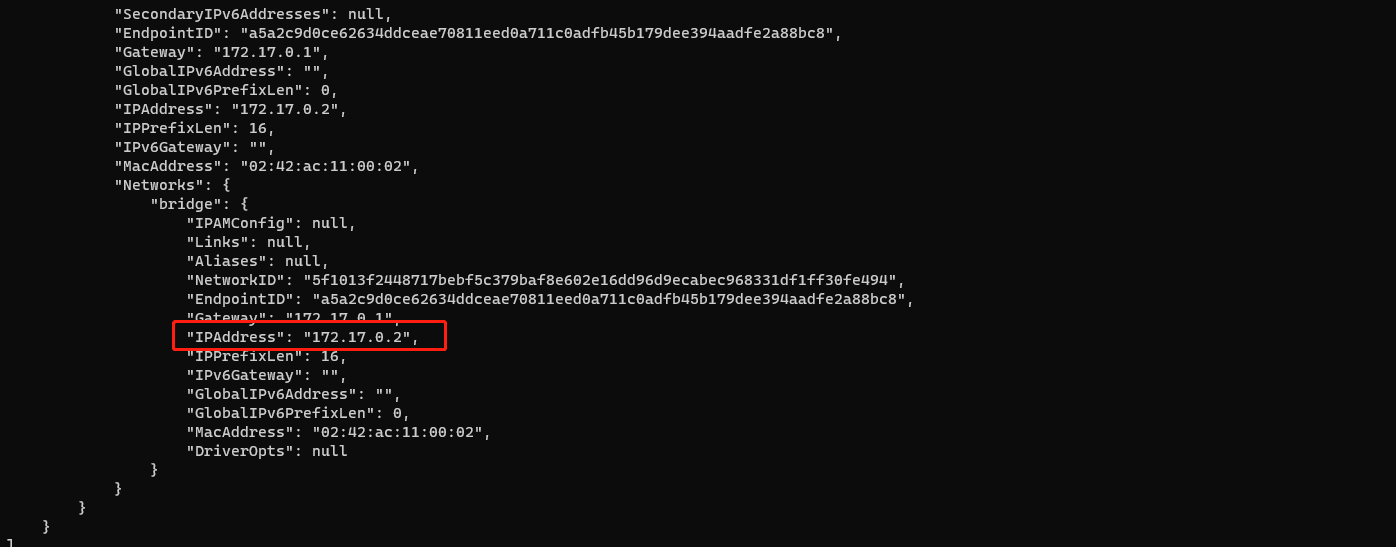 "SecondaryIPv6Addresses": null,
"EndpointID": "a5a2c9d0ce62634ddceae70811eed0a711c0adfb45b179dee394aadfe2a88bc8",
"Gateway": "172.17.0.1",
"GlobalIPv6Address": "",
"GlobalIPv6PrefixLen": 0,
"IPAddress": "172.17.0.2",
"IPPrefixLen": 16,
"IPv6Gateway": "",
"MacAddress": "02:42:ac:11:00:02",
"Networks": {
"bridge": {
"IPAMConfig": null,
"Links": null,
"Aliases": null,
"NetworkID": "5f1013f2448717bebf5c379baf8e602e16dd96d9ecabec968331df1ff30fe494",
"EndpointID": "a5a2c9d0ce62634ddceae70811eed0a711c0adfb45b179dee394aadfe2a88bc8",
"Gateway": "172.17.0.1",
"IPAddress": "172.17.0.2",
"IPPrefixLen": 16,
"IPv6Gateway": "",
"GlobalIPv6Address": "",
"GlobalIPv6PrefixLen": 0,
"MacAddress": "02:42:ac:11:00:02",
"DriverOpts": null
}
}
}
}
]